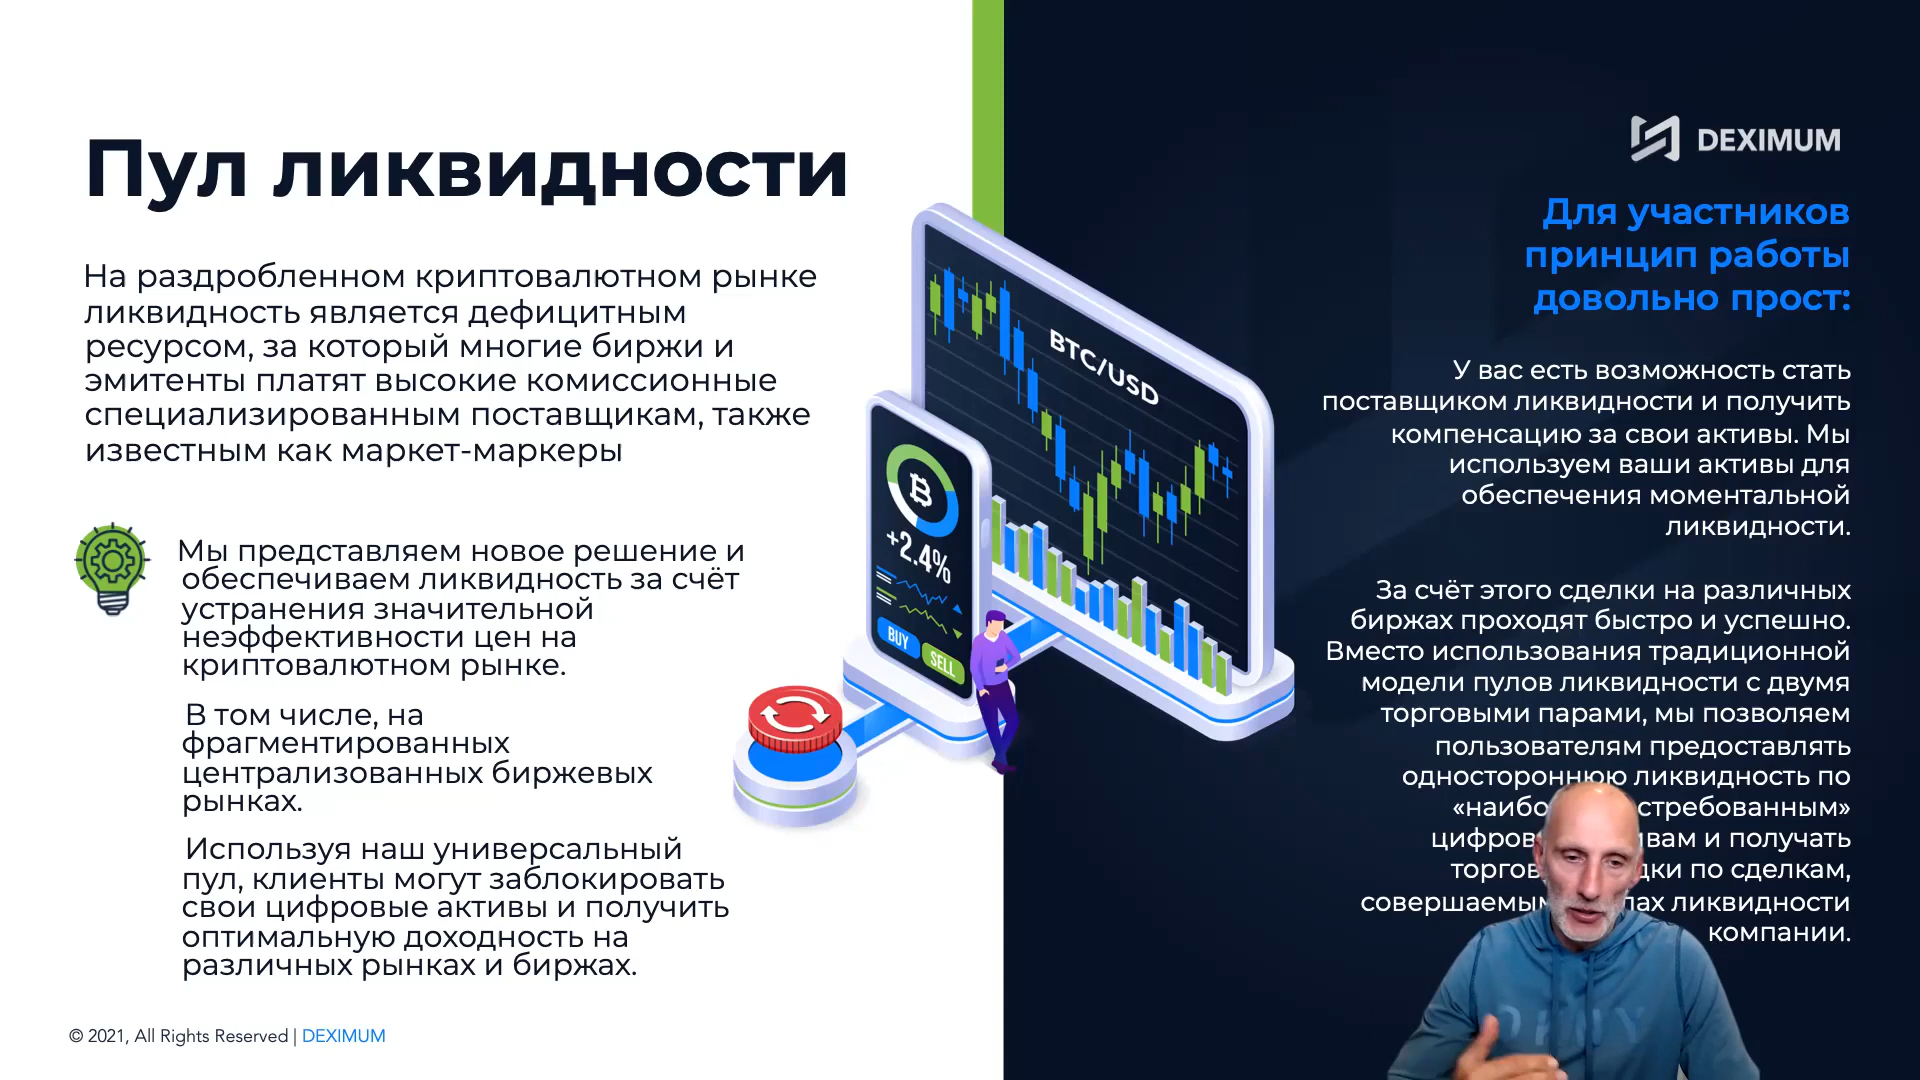 Пул ликвидности
На раздробленном криптовалютном рынке
ликвидность является дефицитным
ресурсом, за который многие биржи и
эмитенты платят высокие комиссионные
специализированным поставщикам, также
известным как маркет-маркеры
Мы представляем новое решение и
обеспечиваем ликвидность за счёт
устранения значительной
неэффективности цен на
криптовалютном рынке.
В том числе, на
фрагментированных
централизованных биржевых
рынках.
Используя наш универсальный
пул, клиенты могут заблокировать
свои цифровые активы и получить
оптимальную доходность на
различных рынках и биржах.
© 2021, All Rights Reserved | DEXIMUM
BTC/USD
+2.4%
BUY
SELL
DEXIMUM
Для участников
принцип работы
довольно прост:
У вас есть возможность стать
поставщиком ликвидности и получить
компенсацию за свои активы. Мы
используем ваши активы для
обеспечения моментальной
ликвидности.
За счёт этого сделки на различных
биржах проходят быстро и успешно.
Вместо использования традиционной
модели пулов ликвидности с двумя
торговыми парами, мы позволяем
пользователям предоставлять
одностороннюю ликвидность по
цифров и получать
по сделкам,
ликвидности
компании.
DKNY